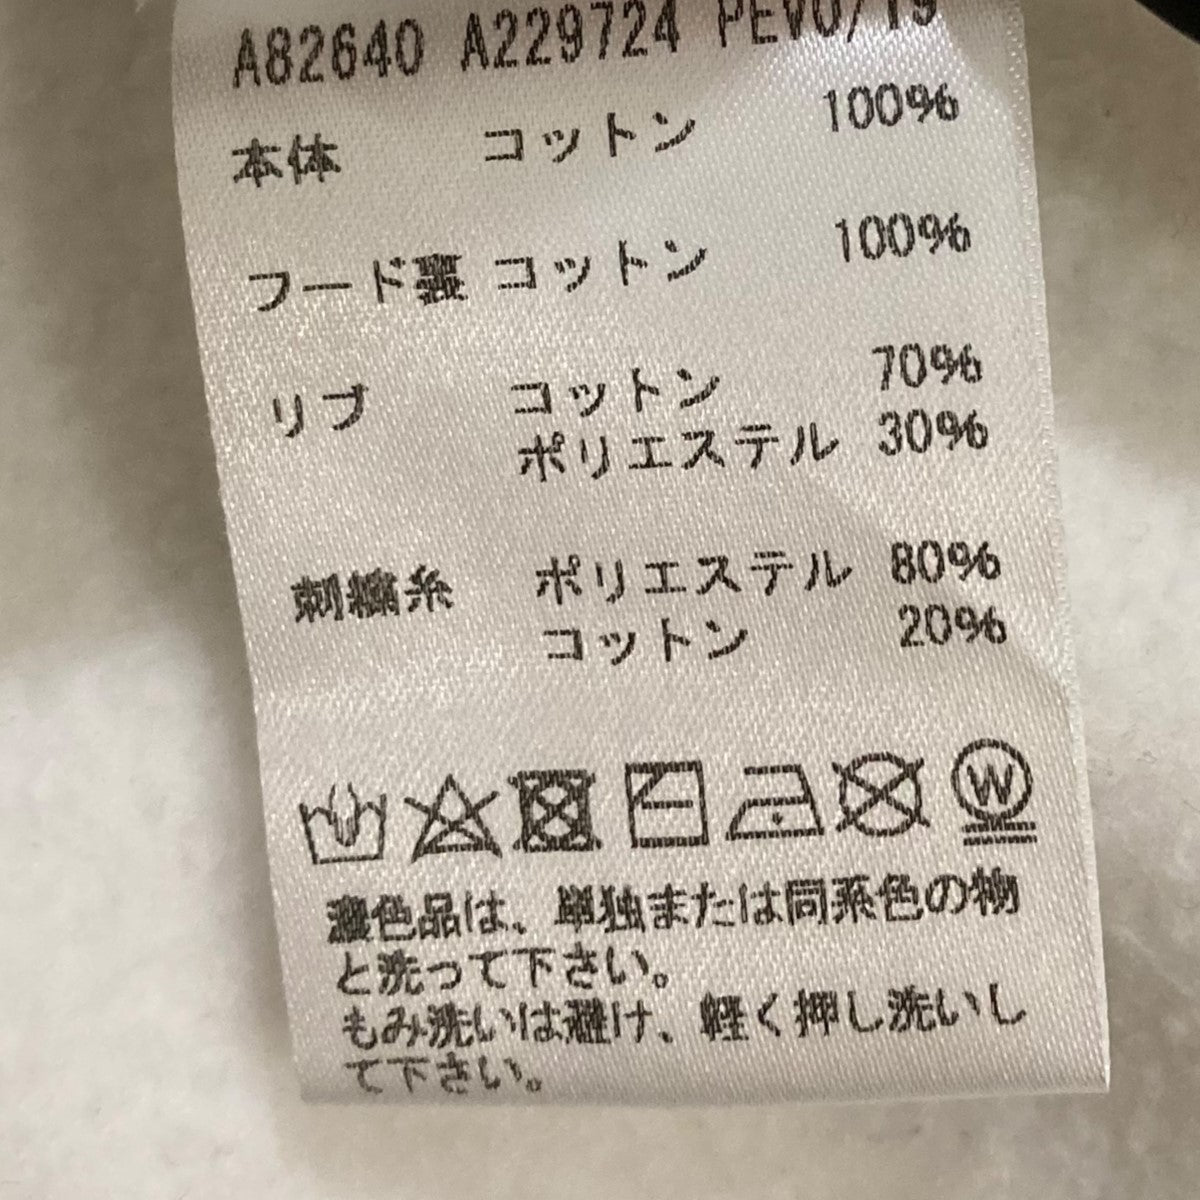 A82640 A229724 PEVO/19
本体 コットン 100%
フード裏 コットン 100%
リブ コットン 70%
ポリエステル 30%
刺繍糸 ポリエステル 80%
コットン 20%
W
濃色品は、単独または同系色の物
と洗って下さい。
もみ洗いは避け、軽く押し洗いし
て下さい。